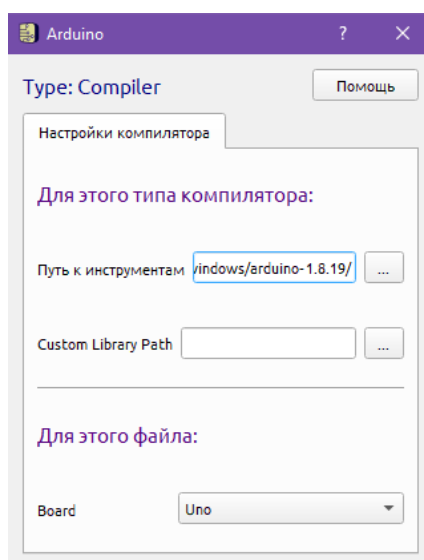 Arduino ? ×
Type: Compiler Помощь
Настройки компилятора
Для этого типа компилятора:
Путь к инструментам /indows/arduino-1.8.19/ ...
Custom Library Path ...
Для этого файла:
Board Uno